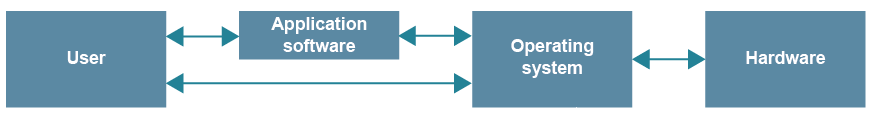 User
Application
software
Operating
system
Hardware